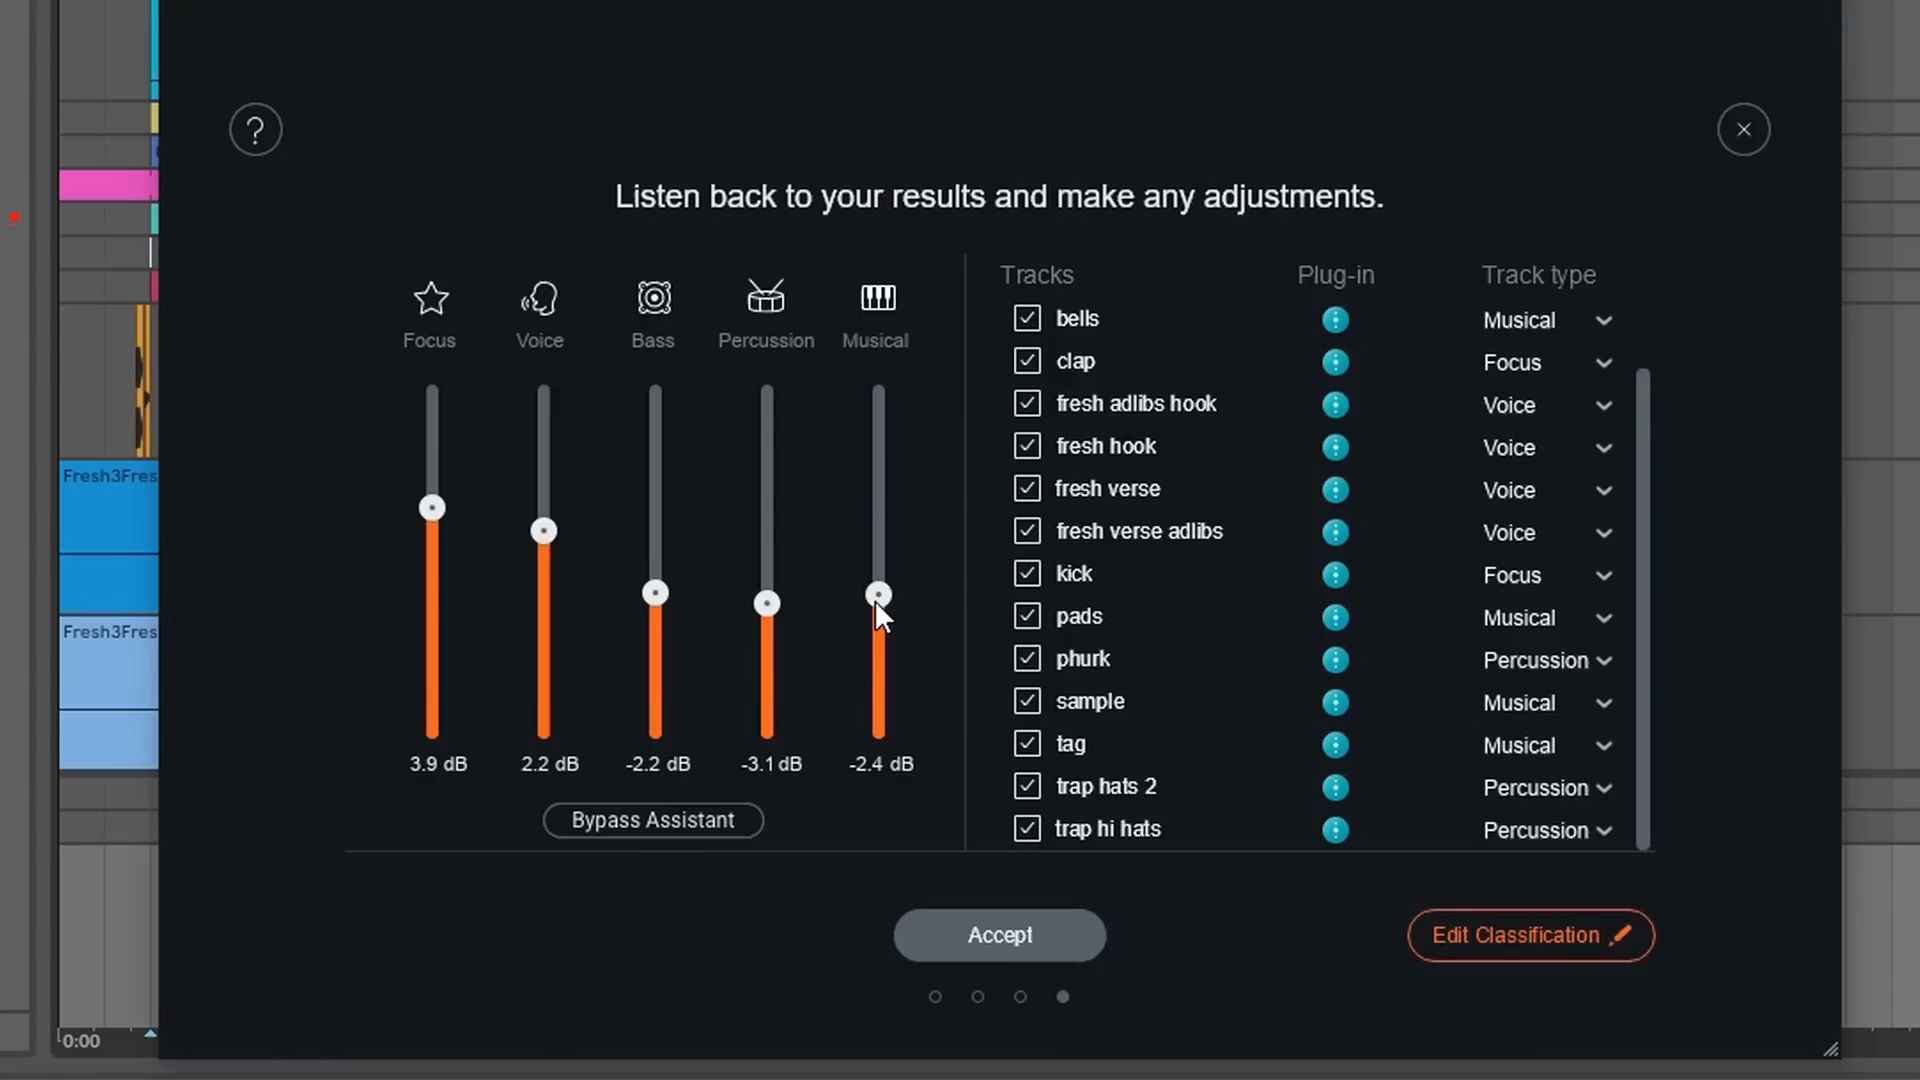 ?
Listen back to your results and make any adjustments.
Focus Voice Bass Percussion Musical
3.9 dB 2.2 dB -2.2 dB -3.1 dB -2.4 dB
Bypass Assistant
Tracks Plug-in Track type
bells Musical
clap Focus
fresh adlibs hook Voice
fresh hook Voice
fresh verse Voice
fresh verse adlibs Voice
kick Focus
pads Musical
phurk Percussion
sample Musical
tag Musical
trap hats 2 Percussion
trap hi hats Percussion
Accept
Edit Classification
Fresh3Fres
Fresh3Fres
0:00